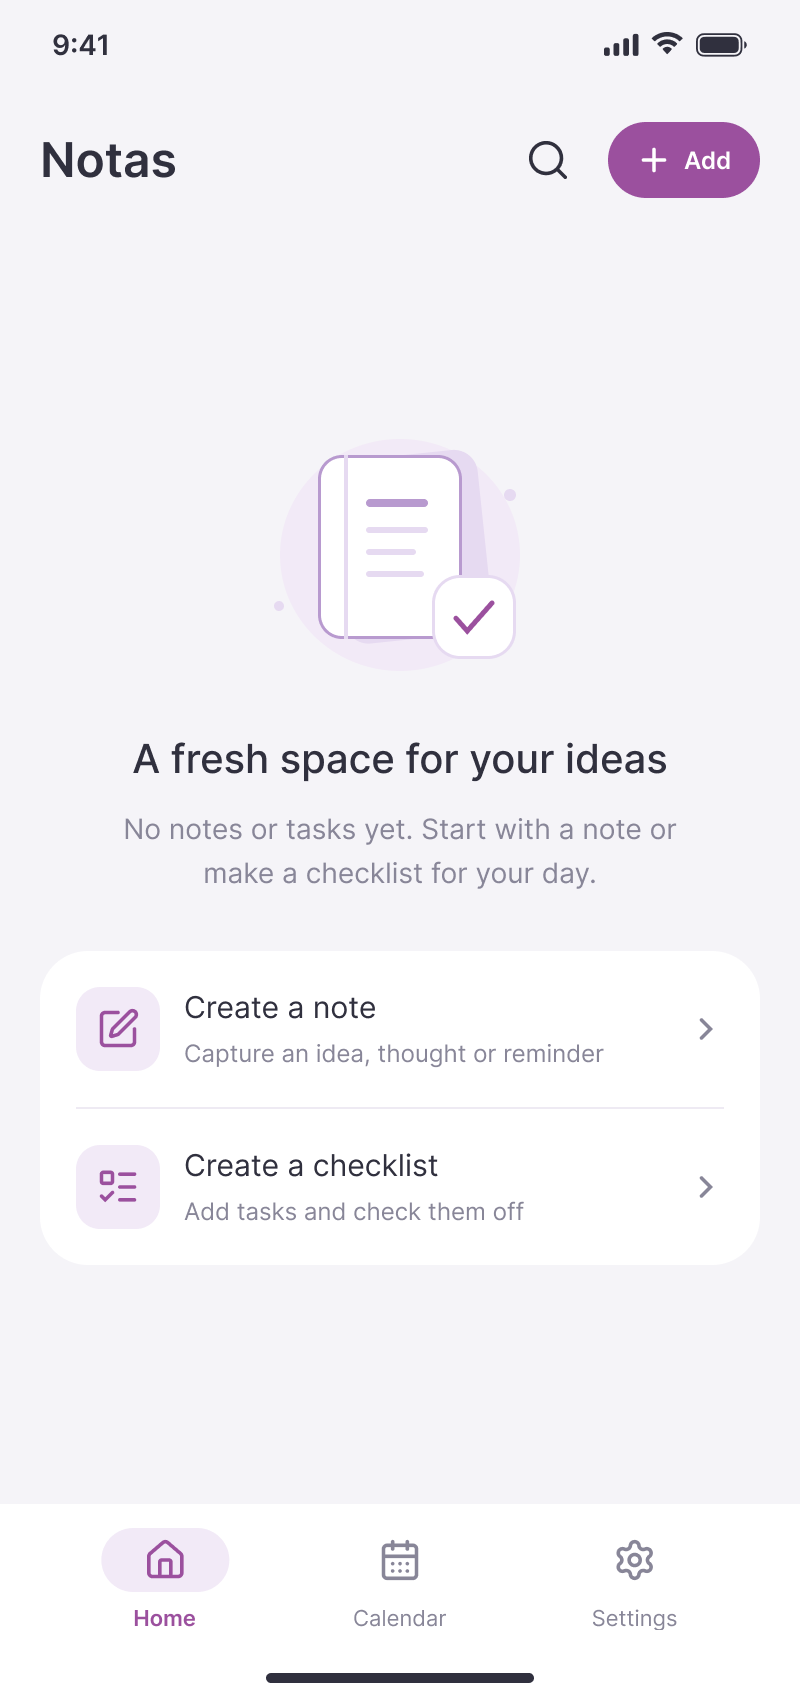 9:41
Notas
Add
A fresh space for your ideas
No notes or tasks yet. Start with a note or
make a checklist for your day.
Create a note
Capture an idea, thought or reminder
Create a checklist
Add tasks and check them off
Home
Calendar
Settings